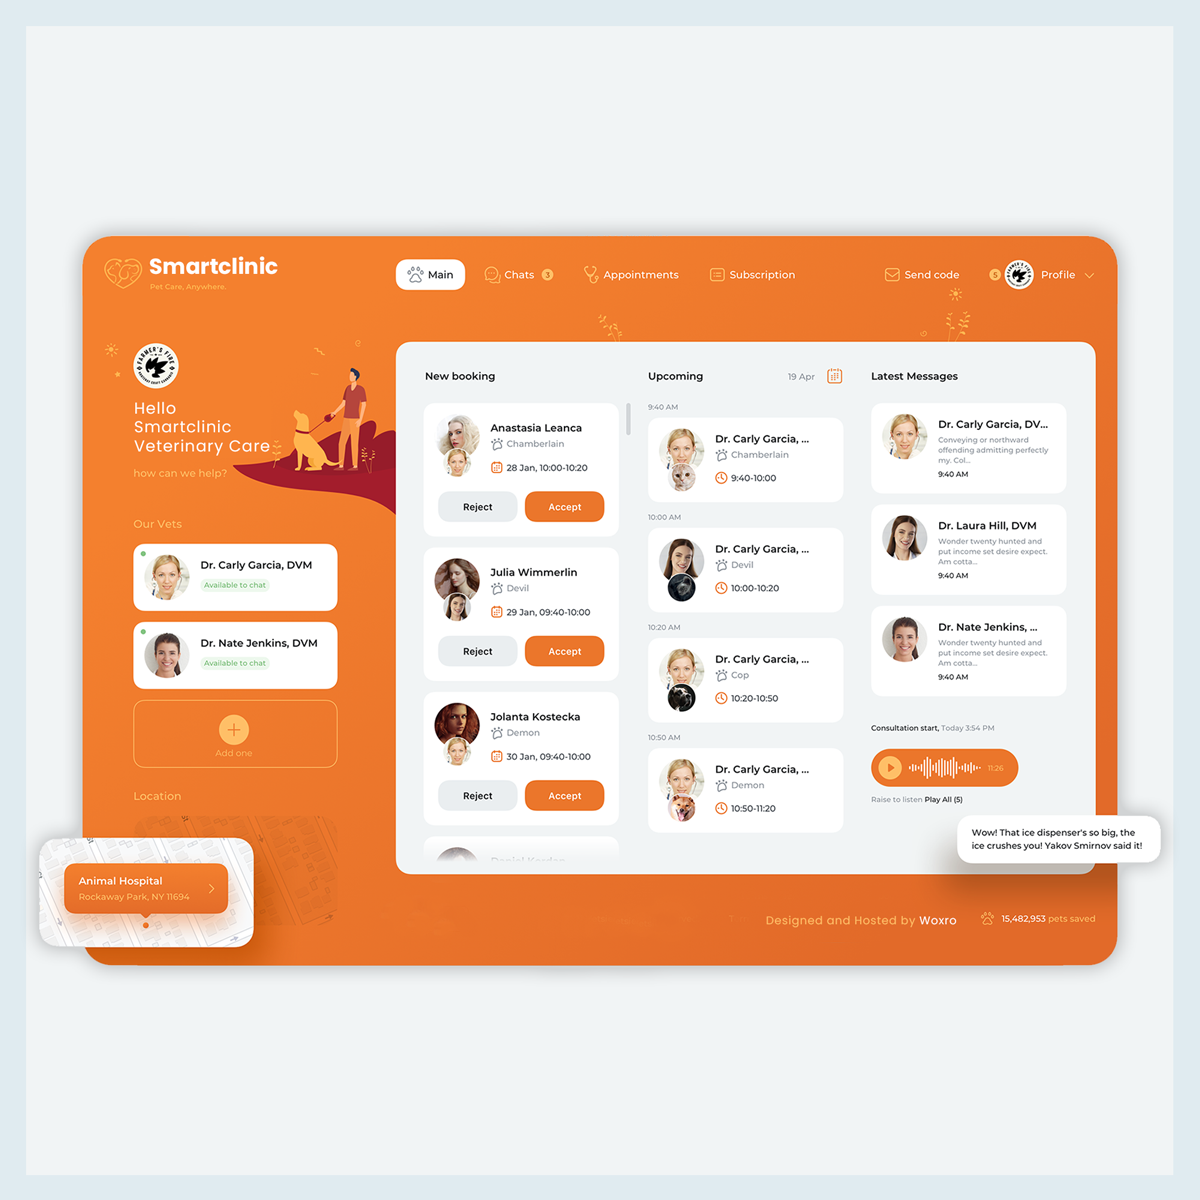 Smartclinic
Pet Care, Anywhere.
Main
Chats 3
Appointments
Subscription
Send code
5
Profile
FARMER'S FIRE
Hello
Smartclinic
Veterinary Care
how can we help?
Our Vets
Dr. Carly Garcia, DVM
Available to chat
Dr. Nate Jenkins, DVM
Available to chat
Add one
Location
Animal Hospital
Rockaway Park, NY 11694
New booking
Anastasia Leanca
Chamberlain
28 Jan, 10:00-10:20
Reject
Accept
Julia Wimmerlin
Devil
29 Jan, 09:40-10:00
Reject
Accept
Jolanta Kostecka
Demon
30 Jan, 09:40-10:00
Reject
Accept
Upcoming
19 Apr
9:40 AM
Dr. Carly Garcia, ...
Chamberlain
9:40-10:00
10:00 AM
Dr. Carly Garcia, ...
Devil
10:00-10:20
10:20 AM
Dr. Carly Garcia, ...
Cop
10:20-10:50
10:50 AM
Dr. Carly Garcia, ...
Demon
10:50-11:20
Latest Messages
Dr. Carly Garcia, DV...
Conveying or northward
offending admitting perfectly
my. Col...
9:40 AM
Dr. Laura Hill, DVM
Wonder twenty hunted and
put income set desire expect.
Am cotta...
9:40 AM
Dr. Nate Jenkins, ...
Wonder twenty hunted and
put income set desire expect.
Am cotta...
9:40 AM
Consultation start, Today 3:54 PM
11:26
Raise to listen Play All (5)
Wow! That ice dispenser's so big, the
ice crushes you! Yakov Smirnov said it!
Designed and Hosted by Woxro
15,482,953 pets saved